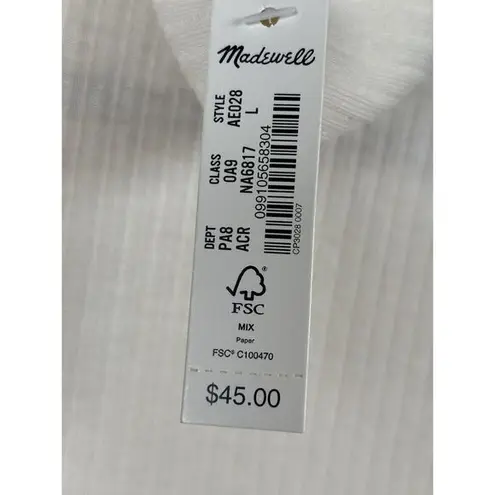 Madewell
DEPT CLASS STYLE
PA8 0A9 AE028
ACR NA6817 L
099105658304
CP3028 0007
FSC
MIX
Paper
FSC® C100470
$45.00